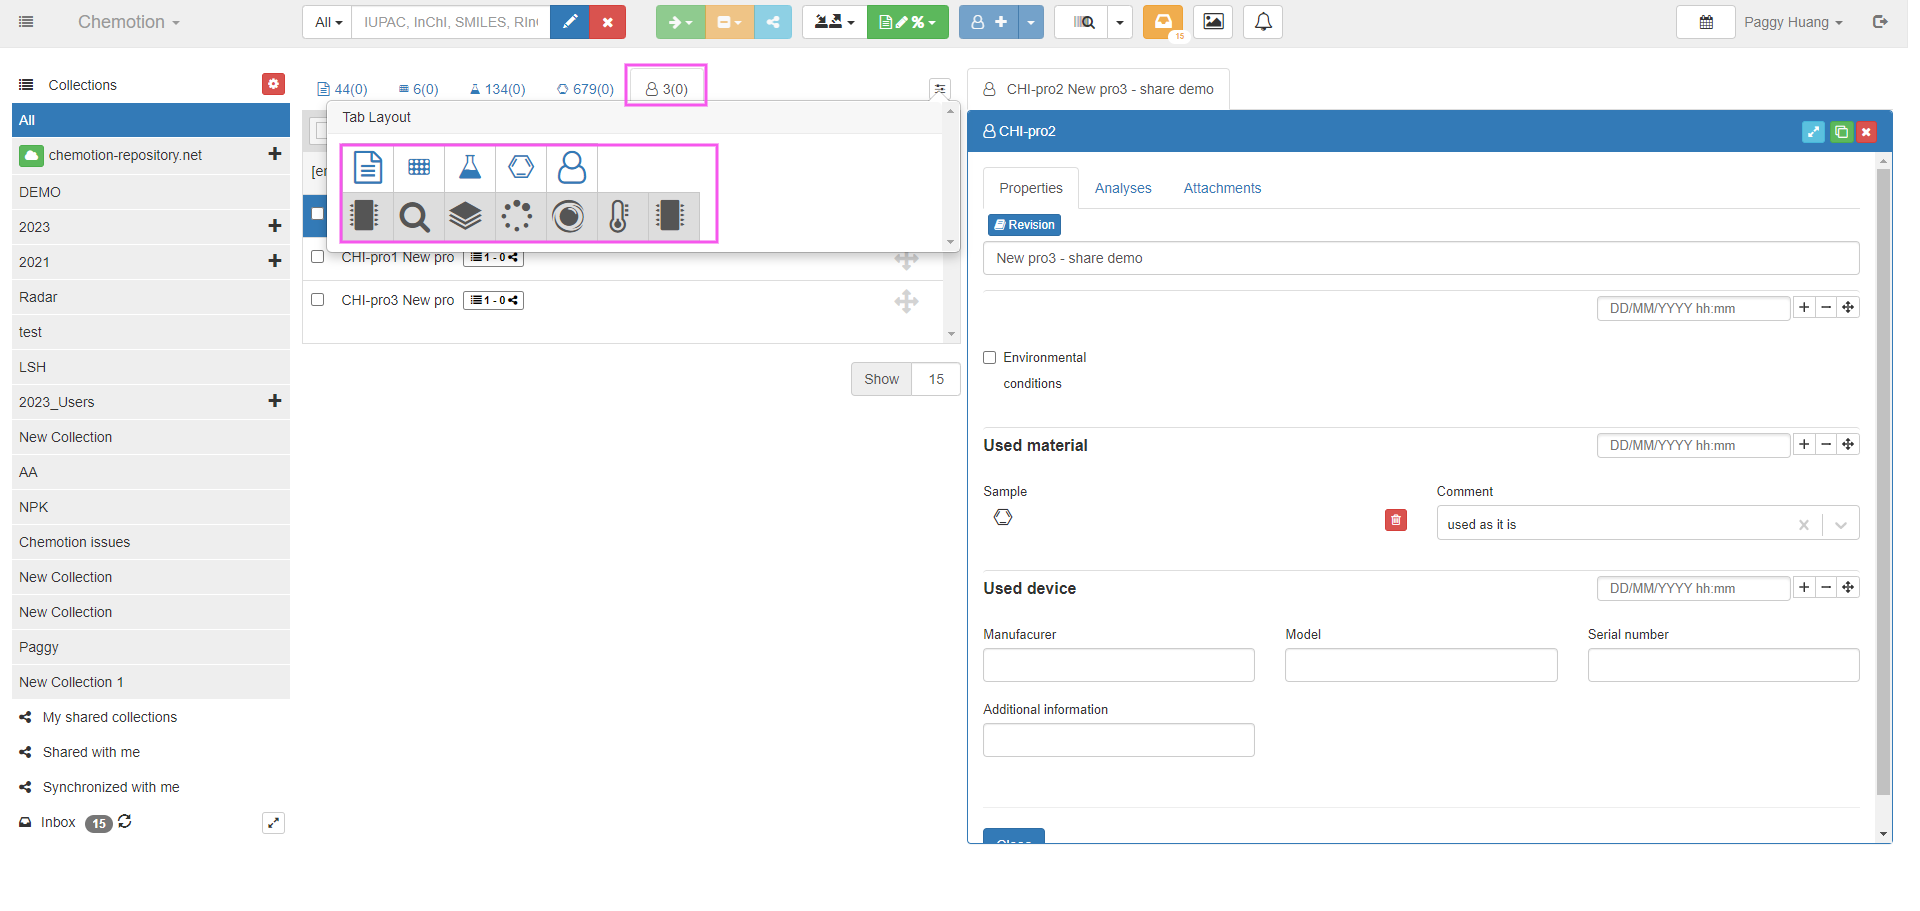 Chemotion
All
IUPAC, InChI, SMILES, RInC
15
Paggy Huang
Collections
All
chemotion-repository.net
DEMO
2023
2021
Radar
test
LSH
2023_Users
New Collection
AA
NPK
Chemotion issues
New Collection
New Collection
Paggy
New Collection 1
My shared collections
Shared with me
Synchronized with me
Inbox 15
44(0) 6(0) 134(0) 679(0) 3(0)
Tab Layout
CHI-pro1 New pro 1 - 0
CHI-pro3 New pro 1 - 0
Show 15
CHI-pro2 New pro3 - share demo
CHI-pro2
Properties Analyses Attachments
Revision
New pro3 - share demo
DD/MM/YYYY hh:mm
Environmental
conditions
Used material DD/MM/YYYY hh:mm
Sample Comment
used as it is
Used device DD/MM/YYYY hh:mm
Manufacurer Model Serial number
Additional information